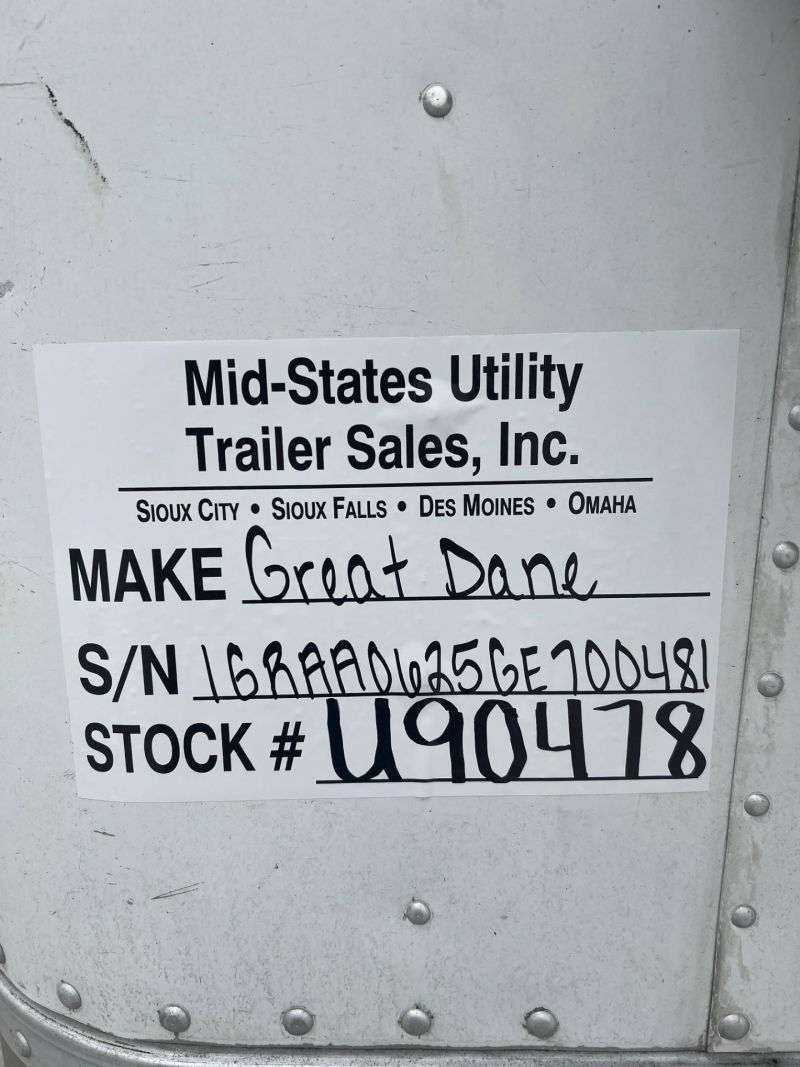 Mid-States Utility
Trailer Sales, Inc.
SIOUX CITY • SIOUX FALLS • DES MOINES • OMAHA
MAKE Great Dane
S/N 1GRAA0625GE700481
STOCK # U90478